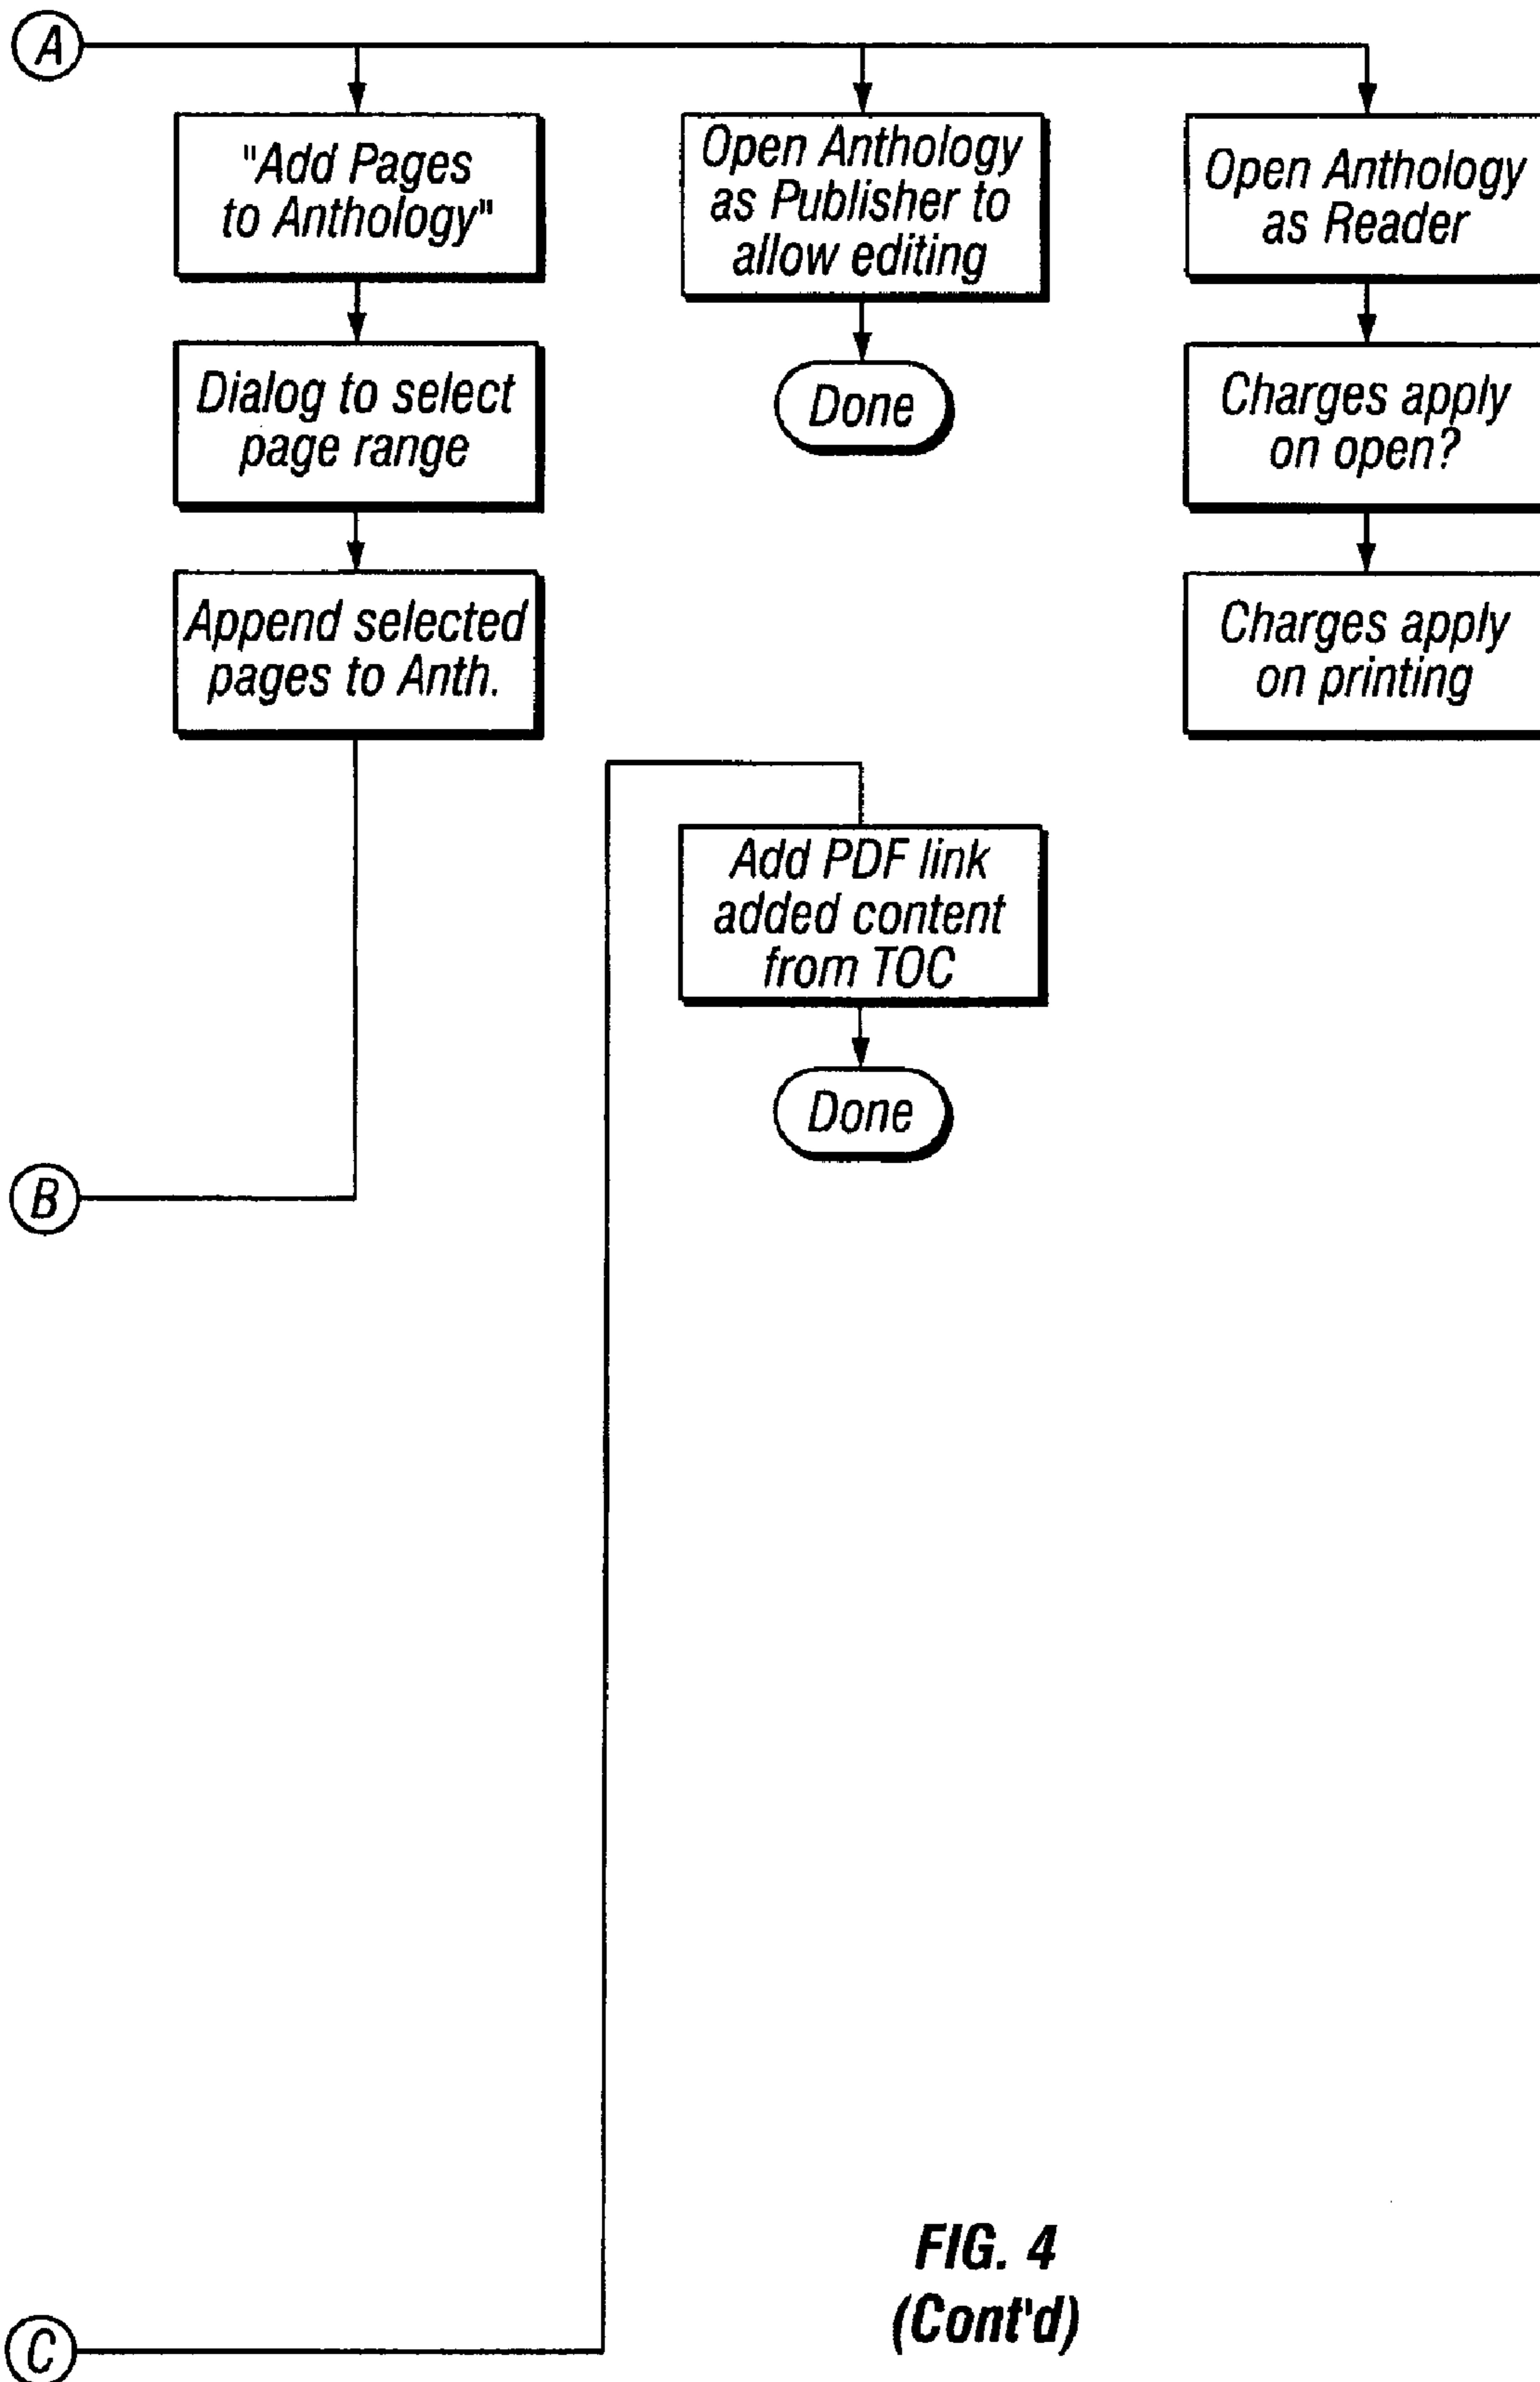 A
"Add Pages
to Anthology"
Open Anthology
as Publisher to
allow editing
Open Anthology
as Reader
Dialog to select
page range
Done
Charges apply
on open?
Append selected
pages to Anth.
Charges apply
on printing
Add PDF link
added content
from TOC
Done
B
C
FIG. 4
(Cont'd)